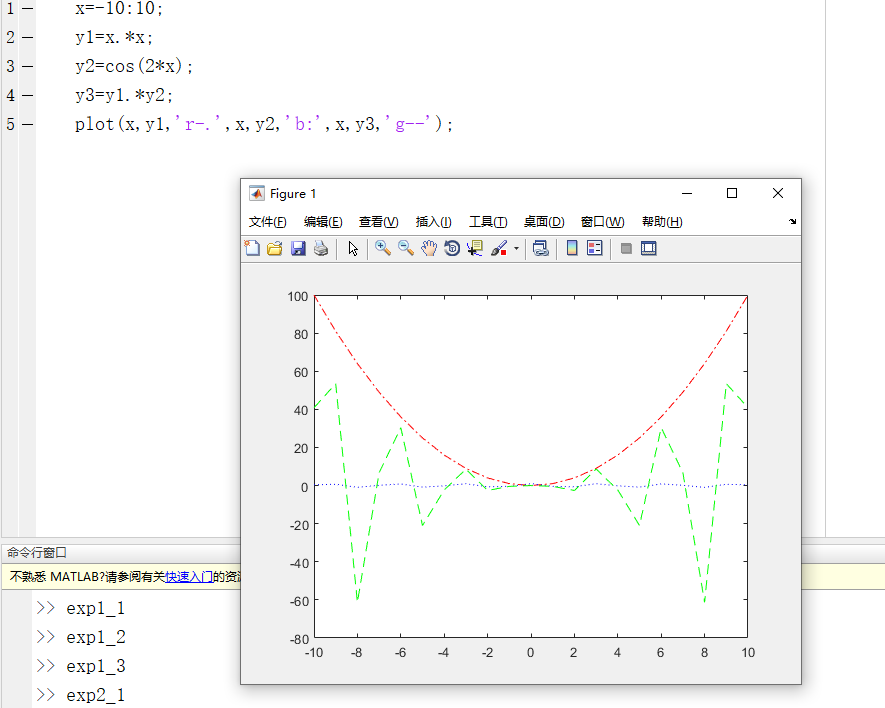 1 — x=-10:10;
2 — y1=x.*x;
3 — y2=cos(2*x);
4 — y3=y1.*y2;
5 — plot(x,y1,'r-.',x,y2,'b:',x,y3,'g--');
Figure 1
文件(F) 编辑(E) 查看(V) 插入(I) 工具(T) 桌面(D) 窗口(W) 帮助(H)
100
80
60
40
20
0
-20
-40
-60
-80
-10 -8 -6 -4 -2 0 2 4 6 8 10
命令行窗口
不熟悉 MATLAB?请参阅有关快速入门的资
>> exp1_1
>> exp1_2
>> exp1_3
>> exp2_1